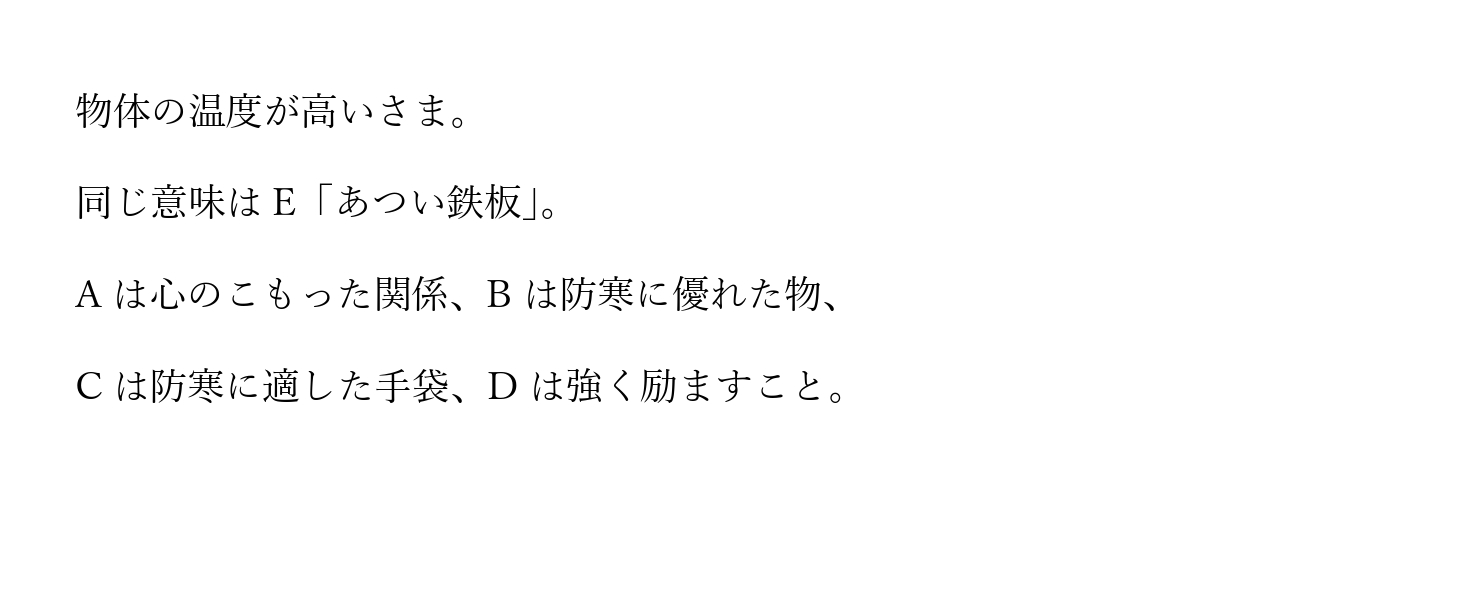 物体の温度が高いさま。
同じ意味は E「あつい鉄板」。
A は心のこもった関係、B は防寒に優れた物、
C は防寒に適した手袋、D は強く励ますこと。